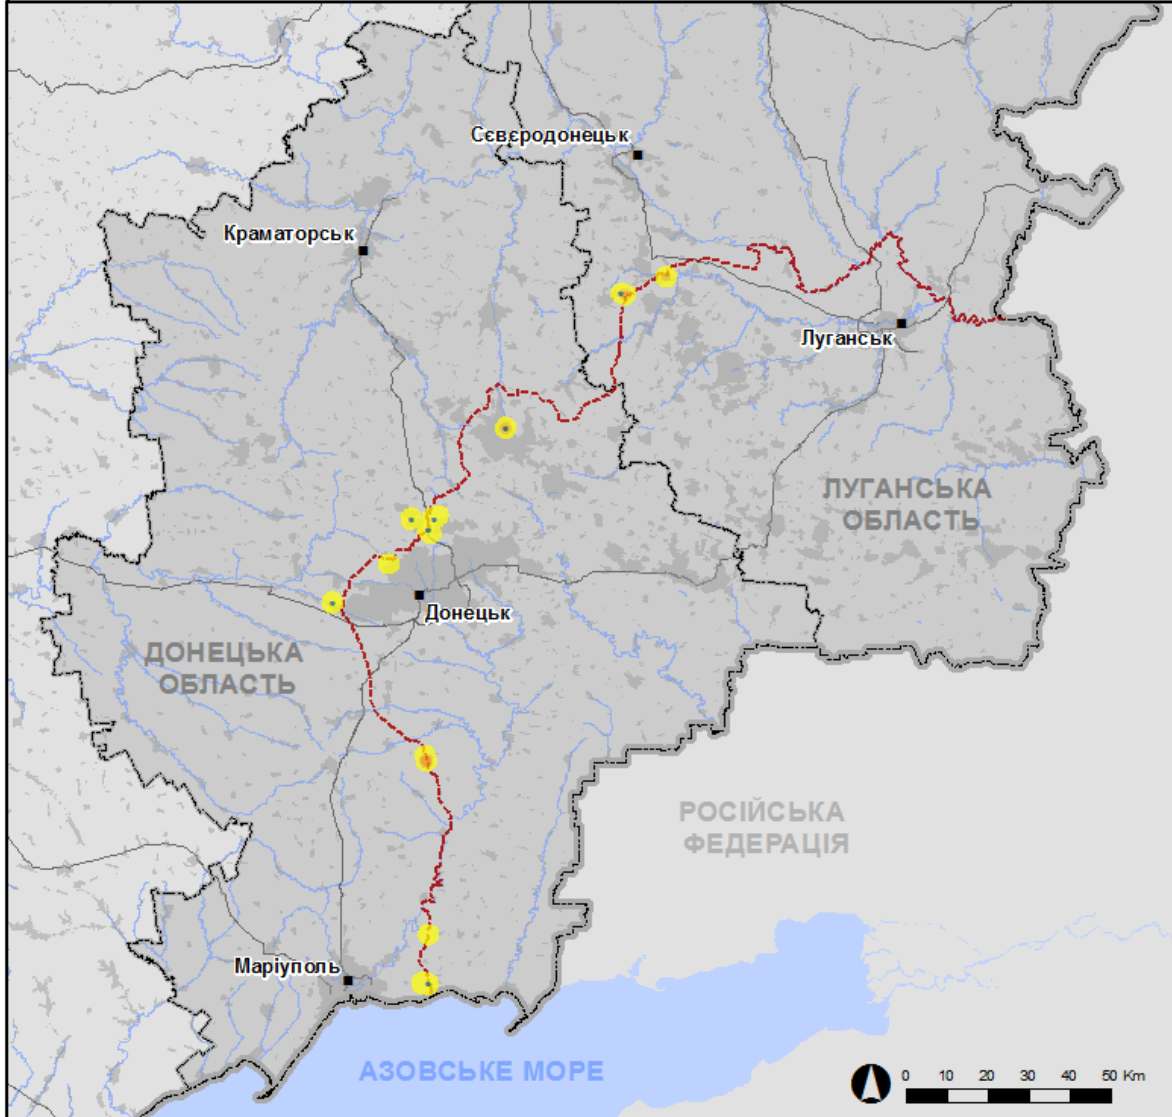 Сєвєродонецьк
Краматорськ
Луганськ
ЛУГАНСЬКА
ОБЛАСТЬ
Донецьк
ДОНЕЦЬКА
ОБЛАСТЬ
РОСІЙСЬКА
ФЕДЕРАЦІЯ
Маріуполь
АЗОВСЬКЕ МОРЕ
0 10 20 30 40 50 Km